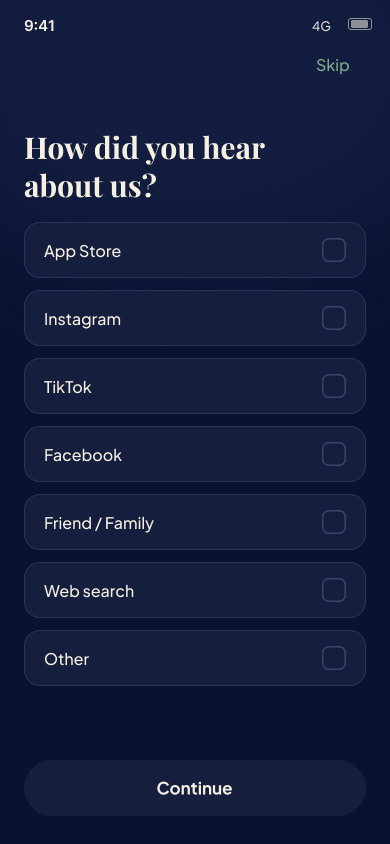 9:41
4G
Skip
How did you hear
about us?
App Store
Instagram
TikTok
Facebook
Friend / Family
Web search
Other
Continue